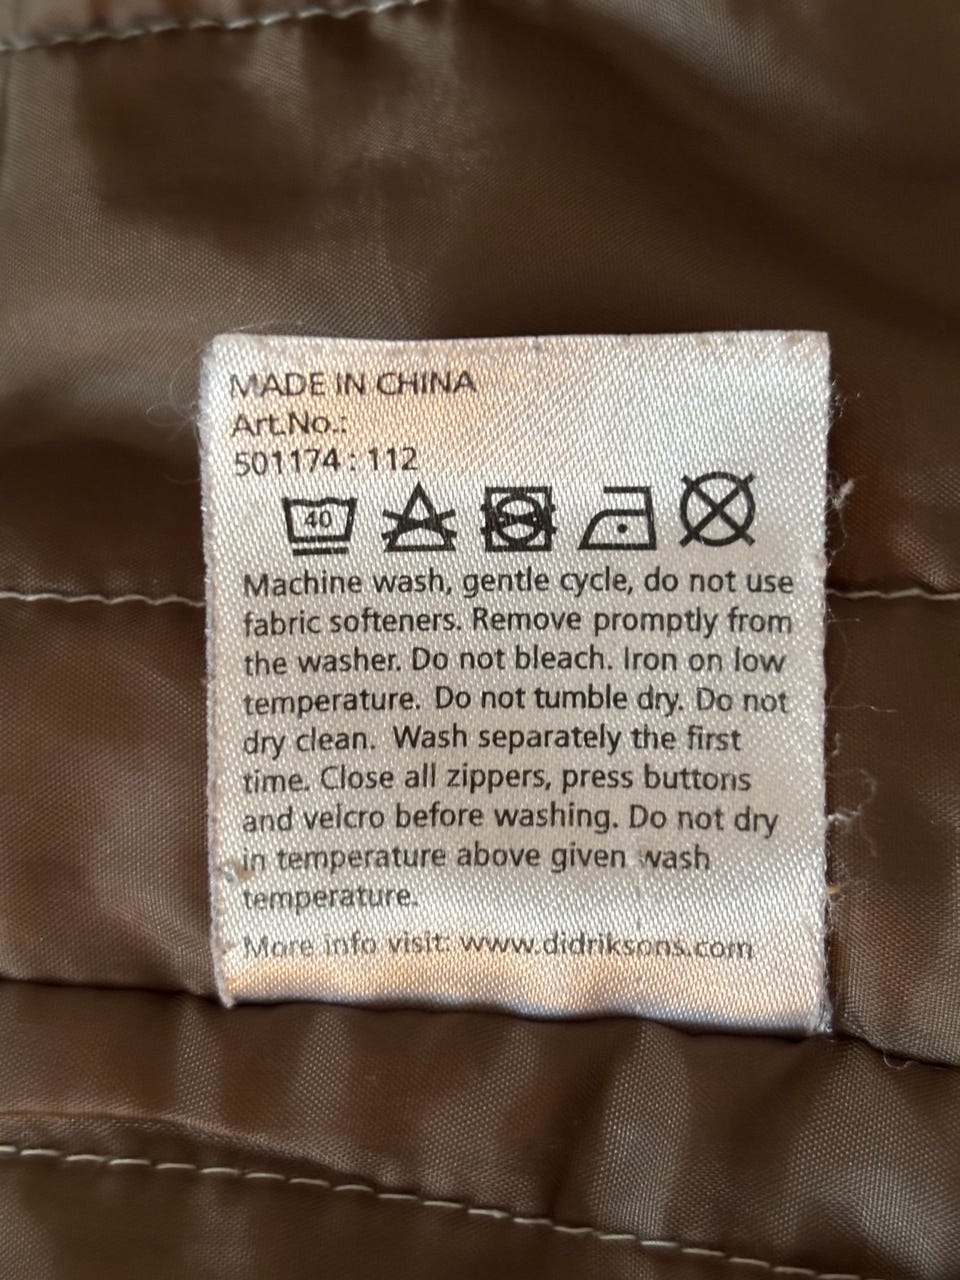 MADE IN CHINA
Art.No.:
501174 : 112
40
Machine wash, gentle cycle, do not use
fabric softeners. Remove promptly from
the washer. Do not bleach. Iron on low
temperature. Do not tumble dry. Do not
dry clean. Wash separately the first
time. Close all zippers, press buttons
and velcro before washing. Do not dry
in temperature above given wash
temperature.
More info visit: www.didriksons.com